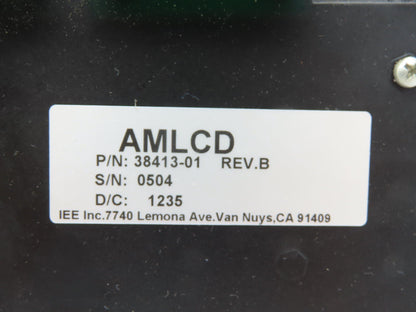 AMLCD
P/N: 38413-01 REV.B
S/N: 0504
D/C: 1235
IEE Inc.7740 Lemona Ave.Van Nuys,CA 91409